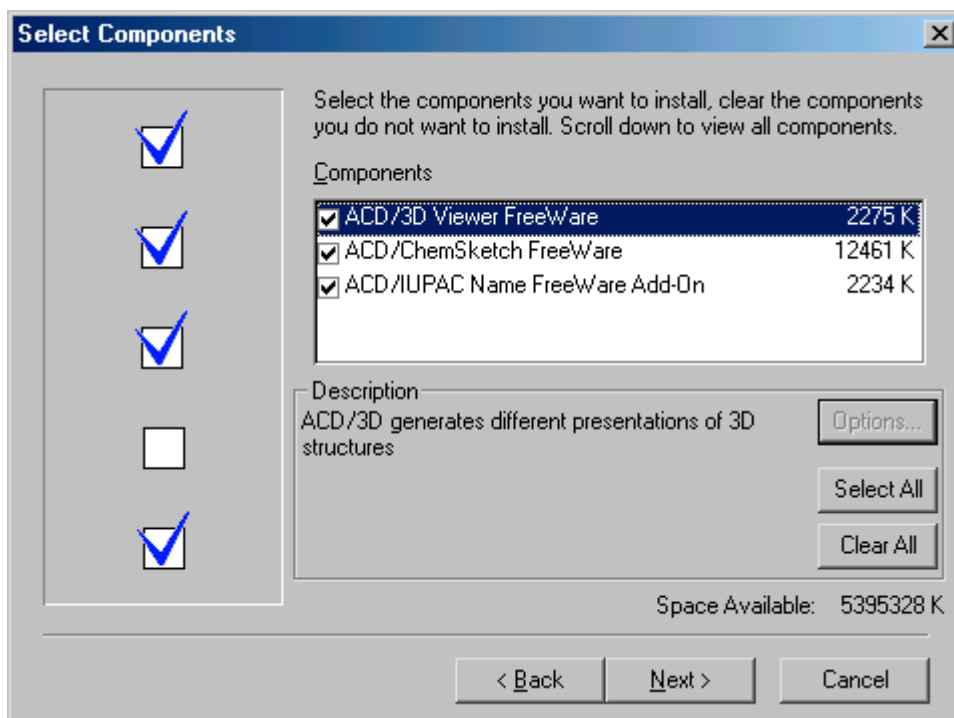 Select Components
Select the components you want to install, clear the components
you do not want to install. Scroll down to view all components.
Components
ACD/3D Viewer FreeWare 2275 K
ACD/ChemSketch FreeWare 12461 K
ACD/IUPAC Name FreeWare Add-On 2234 K
Description
ACD/3D generates different presentations of 3D
structures
Options...
Select All
Clear All
Space Available: 5395328 K
< Back Next > Cancel